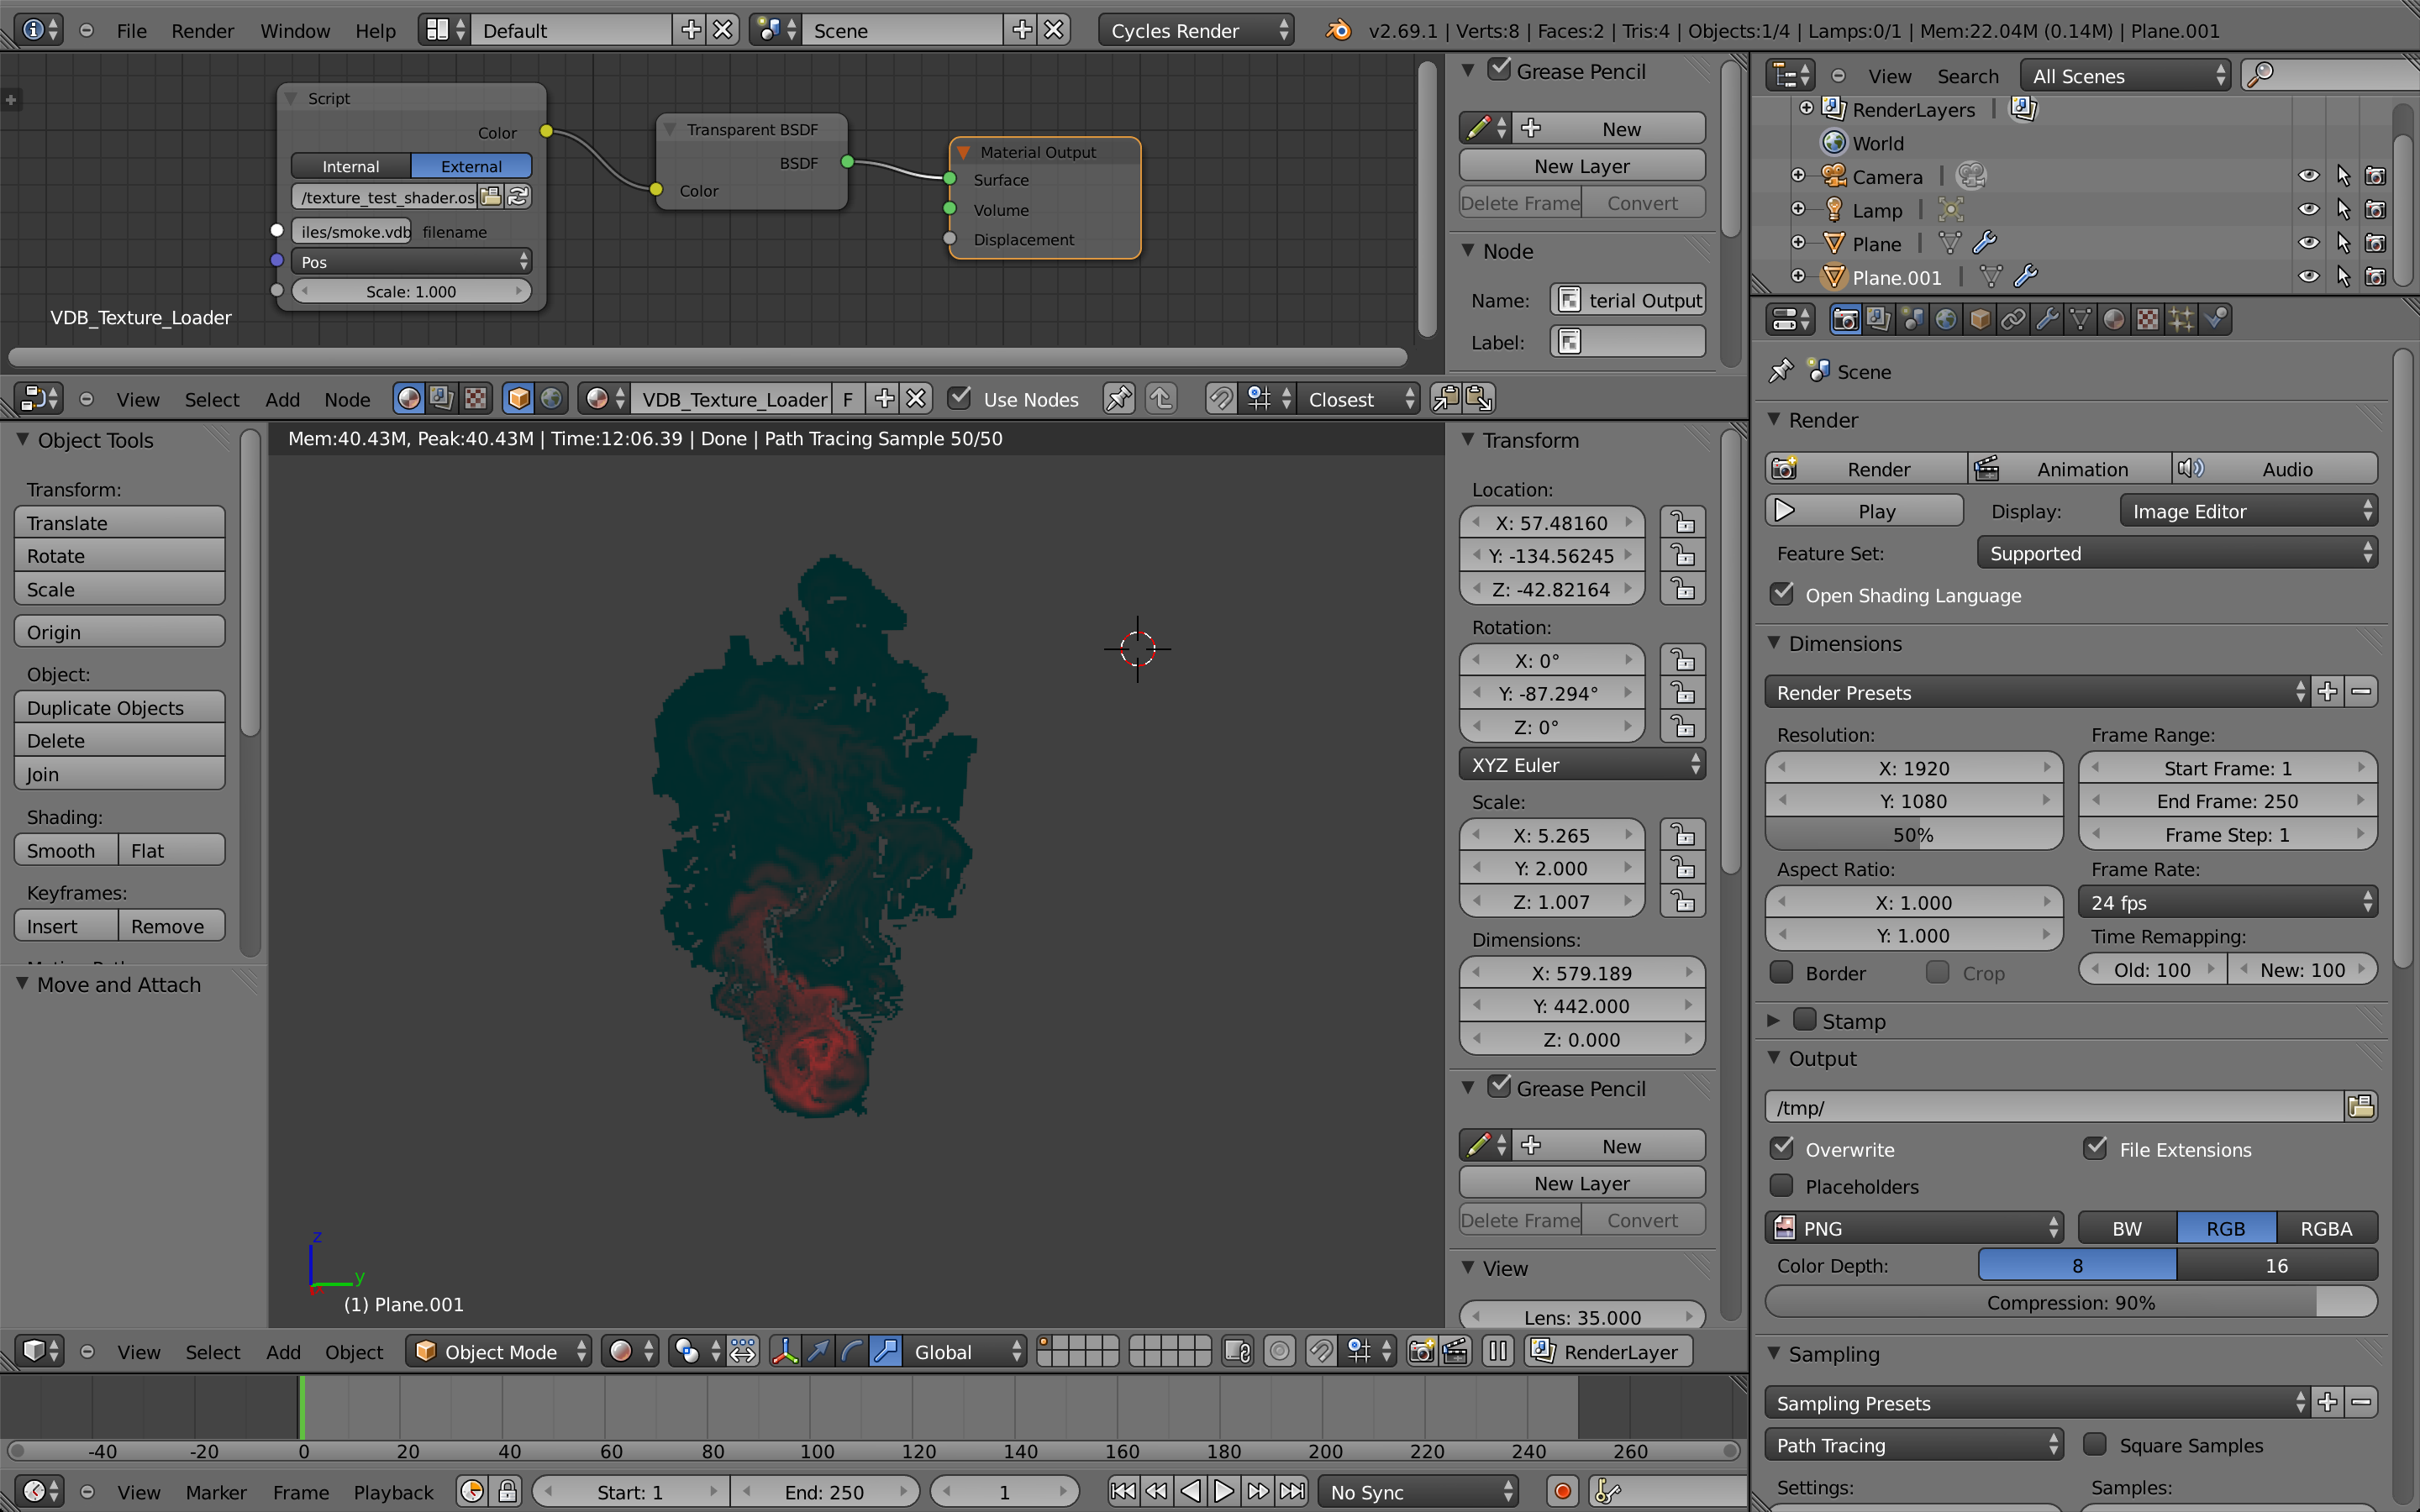 File Render Window Help Default Scene Cycles Render v2.69.1 | Verts:8 | Faces:2 | Tris:4 | Objects:1/4 | Lamps:0/1 | Mem:22.04M (0.14M) | Plane.001
Script
Color
Internal External
/texture_test_shader.os
iles/smoke.vdb filename
Pos
Scale: 1.000
VDB_Texture_Loader
Transparent BSDF
BSDF
Color
Material Output
Surface
Volume
Displacement
Grease Pencil
New
New Layer
Delete Frame Convert
Node
Name: terial Output
Label:
View Search All Scenes
RenderLayers |
World
Camera |
Lamp |
Plane |
Plane.001 |
View Select Add Node VDB_Texture_Loader F Use Nodes Closest
Object Tools
Transform:
Translate
Rotate
Scale
Origin
Object:
Duplicate Objects
Delete
Join
Shading:
Smooth Flat
Keyframes:
Insert Remove
Move and Attach
Mem:40.43M, Peak:40.43M | Time:12:06.39 | Done | Path Tracing Sample 50/50
z
y
x
(1) Plane.001
Transform
Location:
X: 57.48160
Y: -134.56245
Z: -42.82164
Rotation:
X: 0°
Y: -87.294°
Z: 0°
XYZ Euler
Scale:
X: 5.265
Y: 2.000
Z: 1.007
Dimensions:
X: 579.189
Y: 442.000
Z: 0.000
Grease Pencil
New
New Layer
Delete Frame Convert
View
Lens: 35.000
Scene
Render
Render Animation Audio
Play Display: Image Editor
Feature Set: Supported
Open Shading Language
Dimensions
Render Presets
Resolution: Frame Range:
X: 1920 Start Frame: 1
Y: 1080 End Frame: 250
50% Frame Step: 1
Aspect Ratio: Frame Rate:
X: 1.000 24 fps
Y: 1.000 Time Remapping:
Border Crop Old: 100 New: 100
Stamp
Output
/tmp/
Overwrite File Extensions
Placeholders
PNG BW RGB RGBA
Color Depth: 8 16
Compression: 90%
Sampling
Sampling Presets
Path Tracing Square Samples
Settings: Samples:
View Select Add Object Object Mode Global RenderLayer
-40 -20 0 20 40 60 80 100 120 140 160 180 200 220 240 260
View Marker Frame Playback Start: 1 End: 250 1 No Sync